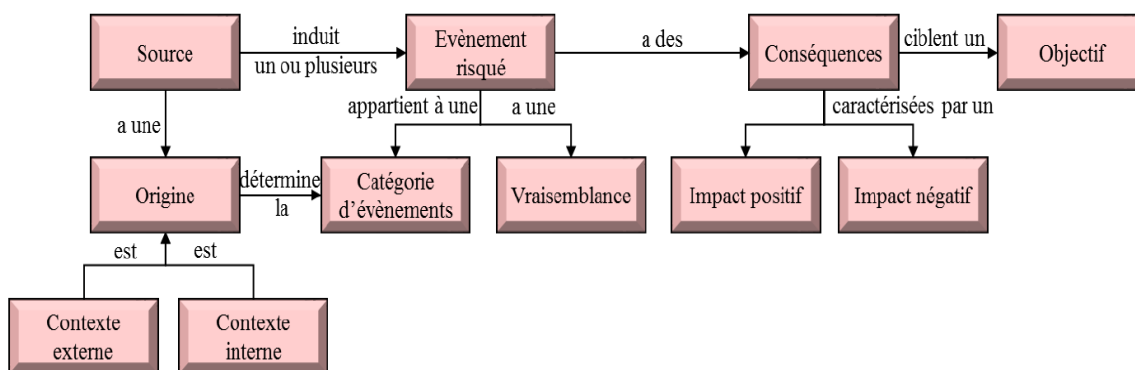 Source
induit
un ou plusieurs
Evènement
risqué
a des
Conséquences
ciblent un
Objectif
a une
appartient à une
a une
caractérisées par un
Origine
détermine
la
Catégorie
d'évènements
Vraisemblance
Impact positif
Impact négatif
est
est
Contexte
externe
Contexte
interne